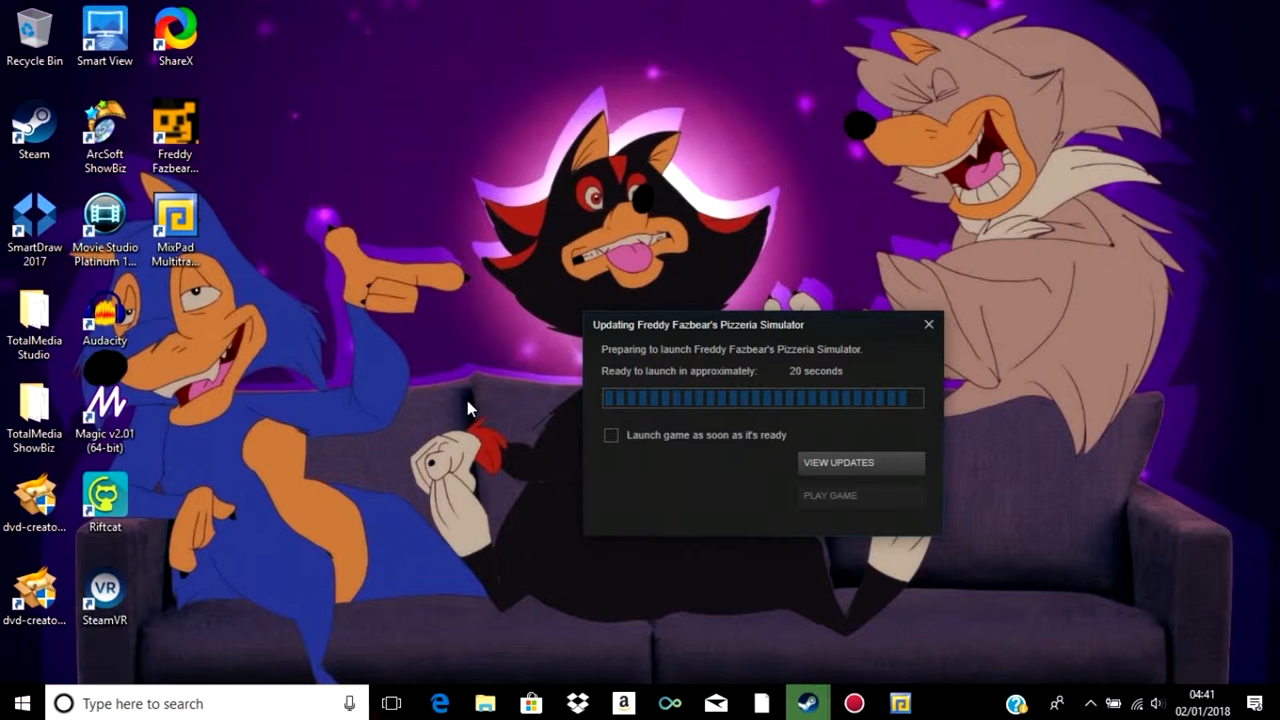 Recycle Bin
Smart View
ShareX
Steam
ArcSoft
ShowBiz
Freddy
Fazbear...
SmartDraw
2017
Movie Studio
Platinum 1...
MixPad
Multitra...
TotalMedia
Studio
Audacity
TotalMedia
ShowBiz
Magic v2.01
(64-bit)
dvd-creato...
Riftcat
dvd-creato...
VR
SteamVR
Updating Freddy Fazbear's Pizzeria Simulator
Preparing to launch Freddy Fazbear's Pizzeria Simulator.
Ready to launch in approximately: 20 seconds
Launch game as soon as it's ready
VIEW UPDATES
PLAY GAME
Type here to search
04:41
02/01/2018